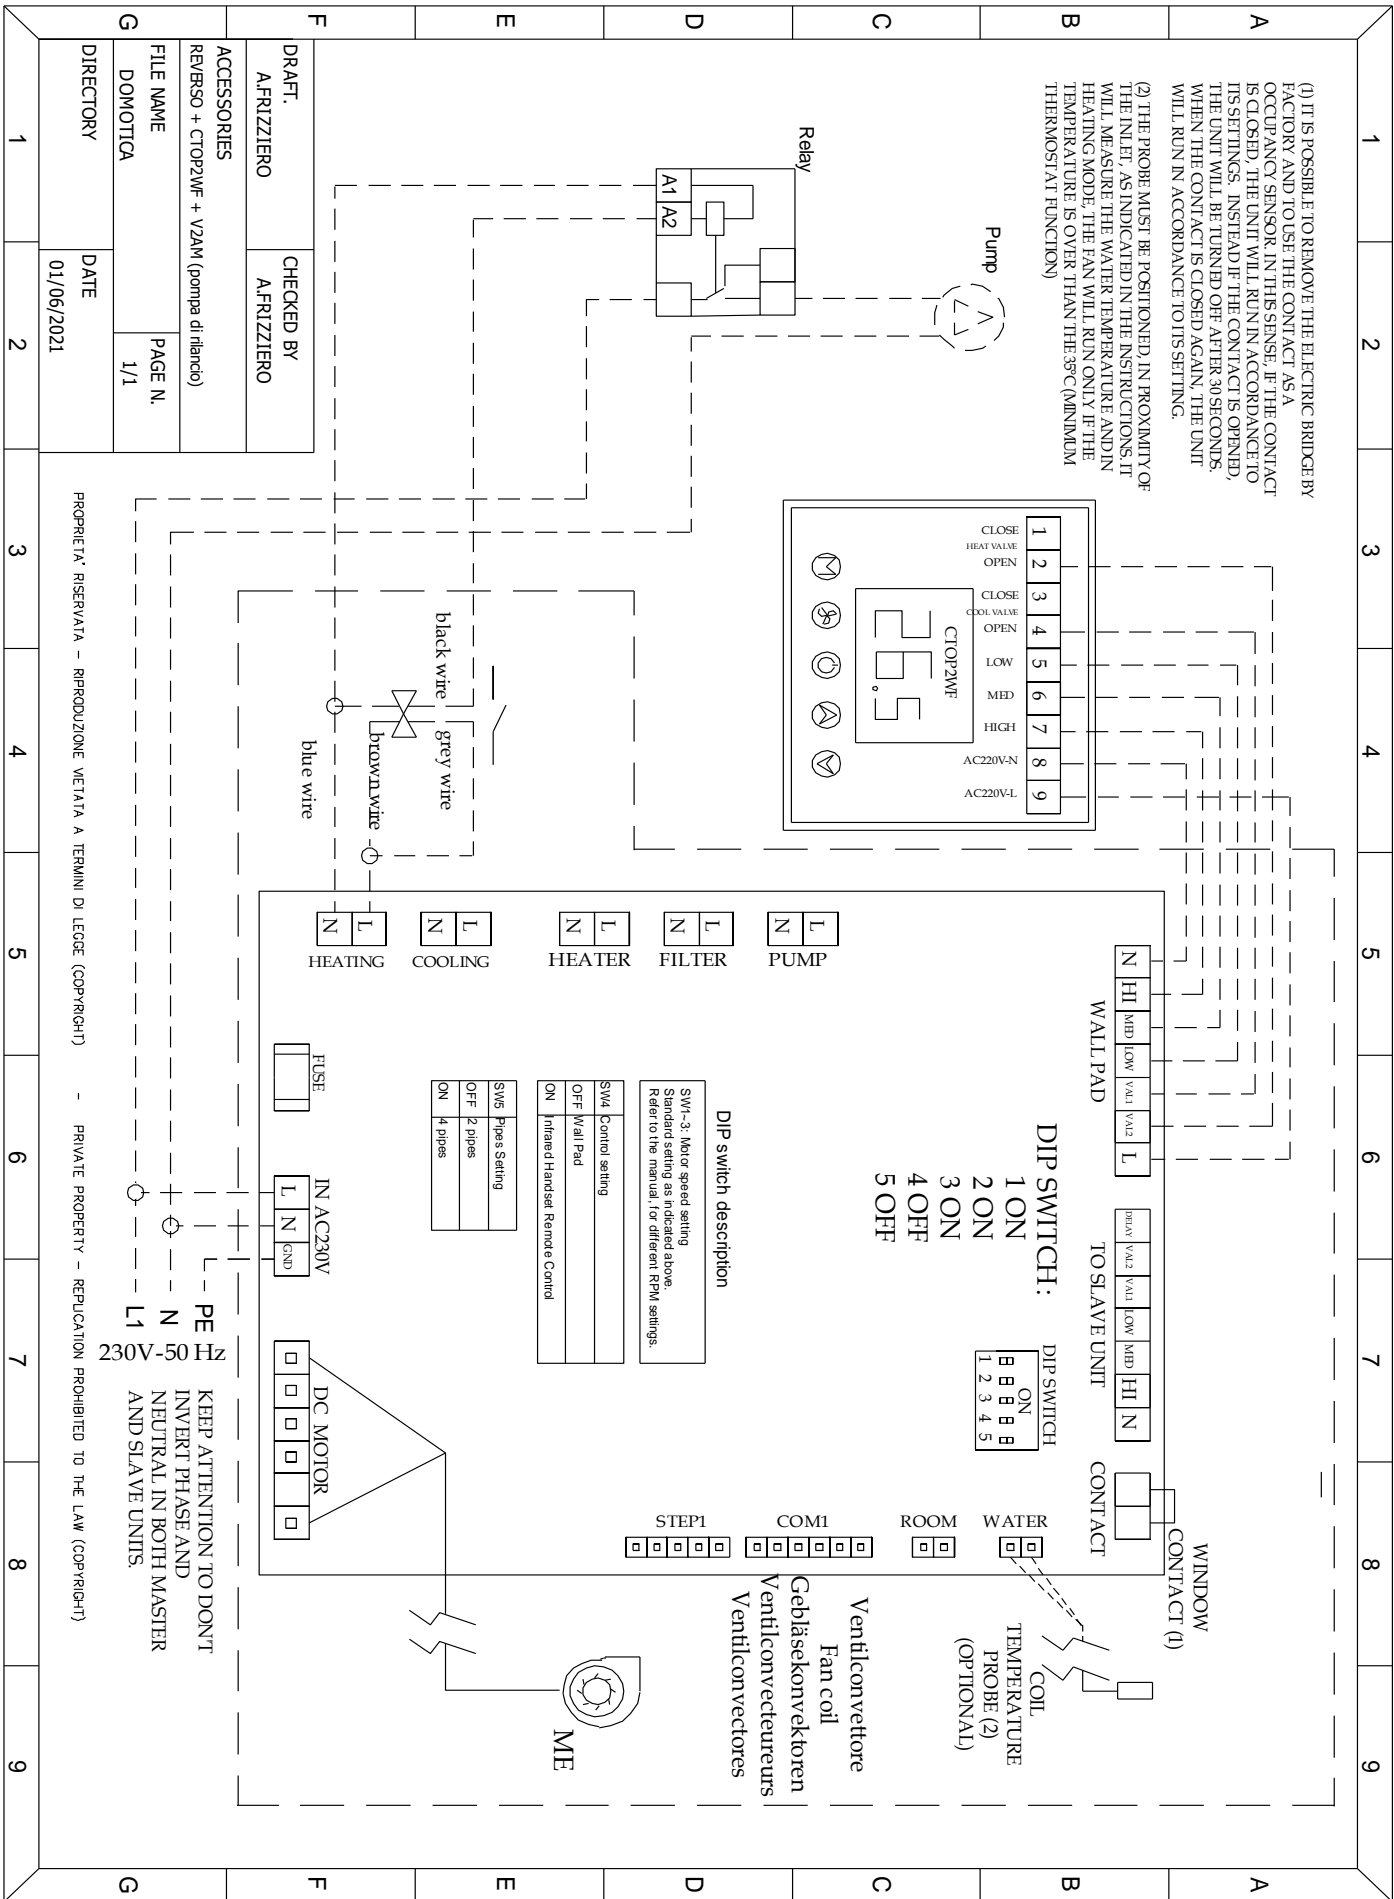 A
B
C
D
E
F
G
1
2
3
4
5
6
7
8
9
(1) IT IS POSSIBLE TO REMOVE THE ELECTRIC BRIDGE BY
FACTORY AND TO USE THE CONTACT AS A
OCCUPANCY SENSOR. IN THIS SENSE, IF THE CONTACT
IS CLOSED, THE UNIT WILL RUN IN ACCORDANCE TO
ITS SETTINGS. INSTEAD IF THE CONTACT IS OPENED,
THE UNIT WILL BE TURNED OFF AFTER 30 SECONDS.
WHEN THE CONTACT IS CLOSED AGAIN, THE UNIT
WILL RUN IN ACCORDANCE TO ITS SETTING.
(2) THE PROBE MUST BE POSITIONED, IN PROXIMITY OF
THE INLET, AS INDICATED IN THE INSTRUCTIONS. IT
WILL MEASURE THE WATER TEMPERATURE AND IN
HEATING MODE, THE FAN WILL RUN ONLY IF THE
TEMPERATURE IS OVER THAN THE 35°C (MINIMUM
THERMOSTAT FUNCTION)
Pump
Relay
A1
A2
1 2 3 4 5 6 7 8 9
CLOSE
HEAT VALVE
OPEN
CLOSE
COOL VALVE
OPEN
LOW
MED
HIGH
AC220V-N
AC220V-L
CTOP2WF
26.5
M
black wire
grey wire
brown wire
blue wire
N HI MED LOW VAL1 VAL2 L
WALL PAD
DELAY VAL2 VAL1 LOW MED HI N
TO SLAVE UNIT
CONTACT
WINDOW
CONTACT (1)
DIP SWITCH:
1 ON
2 ON
3 ON
4 OFF
5 OFF
DIP SWITCH
ON
1 2 3 4 5
WATER
ROOM
COM1
STEP1
COIL
TEMPERATURE
PROBE (2)
(OPTIONAL)
Ventilconvettore
Fan coil
Gebläsekonvektoren
Ventilconvecteureurs
Ventilconvectores
ME
L
N
PUMP
L
N
FILTER
L
N
HEATER
L
N
COOLING
L
N
HEATING
DIP switch description
SW1~3: Motor speed setting
Standard setting as indicated above.
Refer to the manual, for different RPM settings.
SW4 Control setting
OFF Wall Pad
ON Infrared Handset Remote Control
SW5 Pipes Setting
OFF 2 pipes
ON 4 pipes
FUSE
IN AC230V
L N GND
DC MOTOR
PE
N
L1
230V-50 Hz
KEEP ATTENTION TO DON'T
INVERT PHASE AND
NEUTRAL IN BOTH MASTER
AND SLAVE UNITS.
DRAFT.
A.FRIZZIERO
CHECKED BY
A.FRIZZIERO
ACCESSORIES
REVERSO + CTOP2WF + V2AM (pompa di rilancio)
FILE NAME
DOMOTICA
PAGE N.
1/1
DIRECTORY
DATE
01/06/2021
PROPRIETA' RISERVATA - RIPRODUZIONE VIETATA A TERMINI DI LEGGE (COPYRIGHT) - PRIVATE PROPERTY - REPLICATION PROHIBITED TO THE LAW (COPYRIGHT)
1
2
3
4
5
6
7
8
9
A
B
C
D
E
F
G